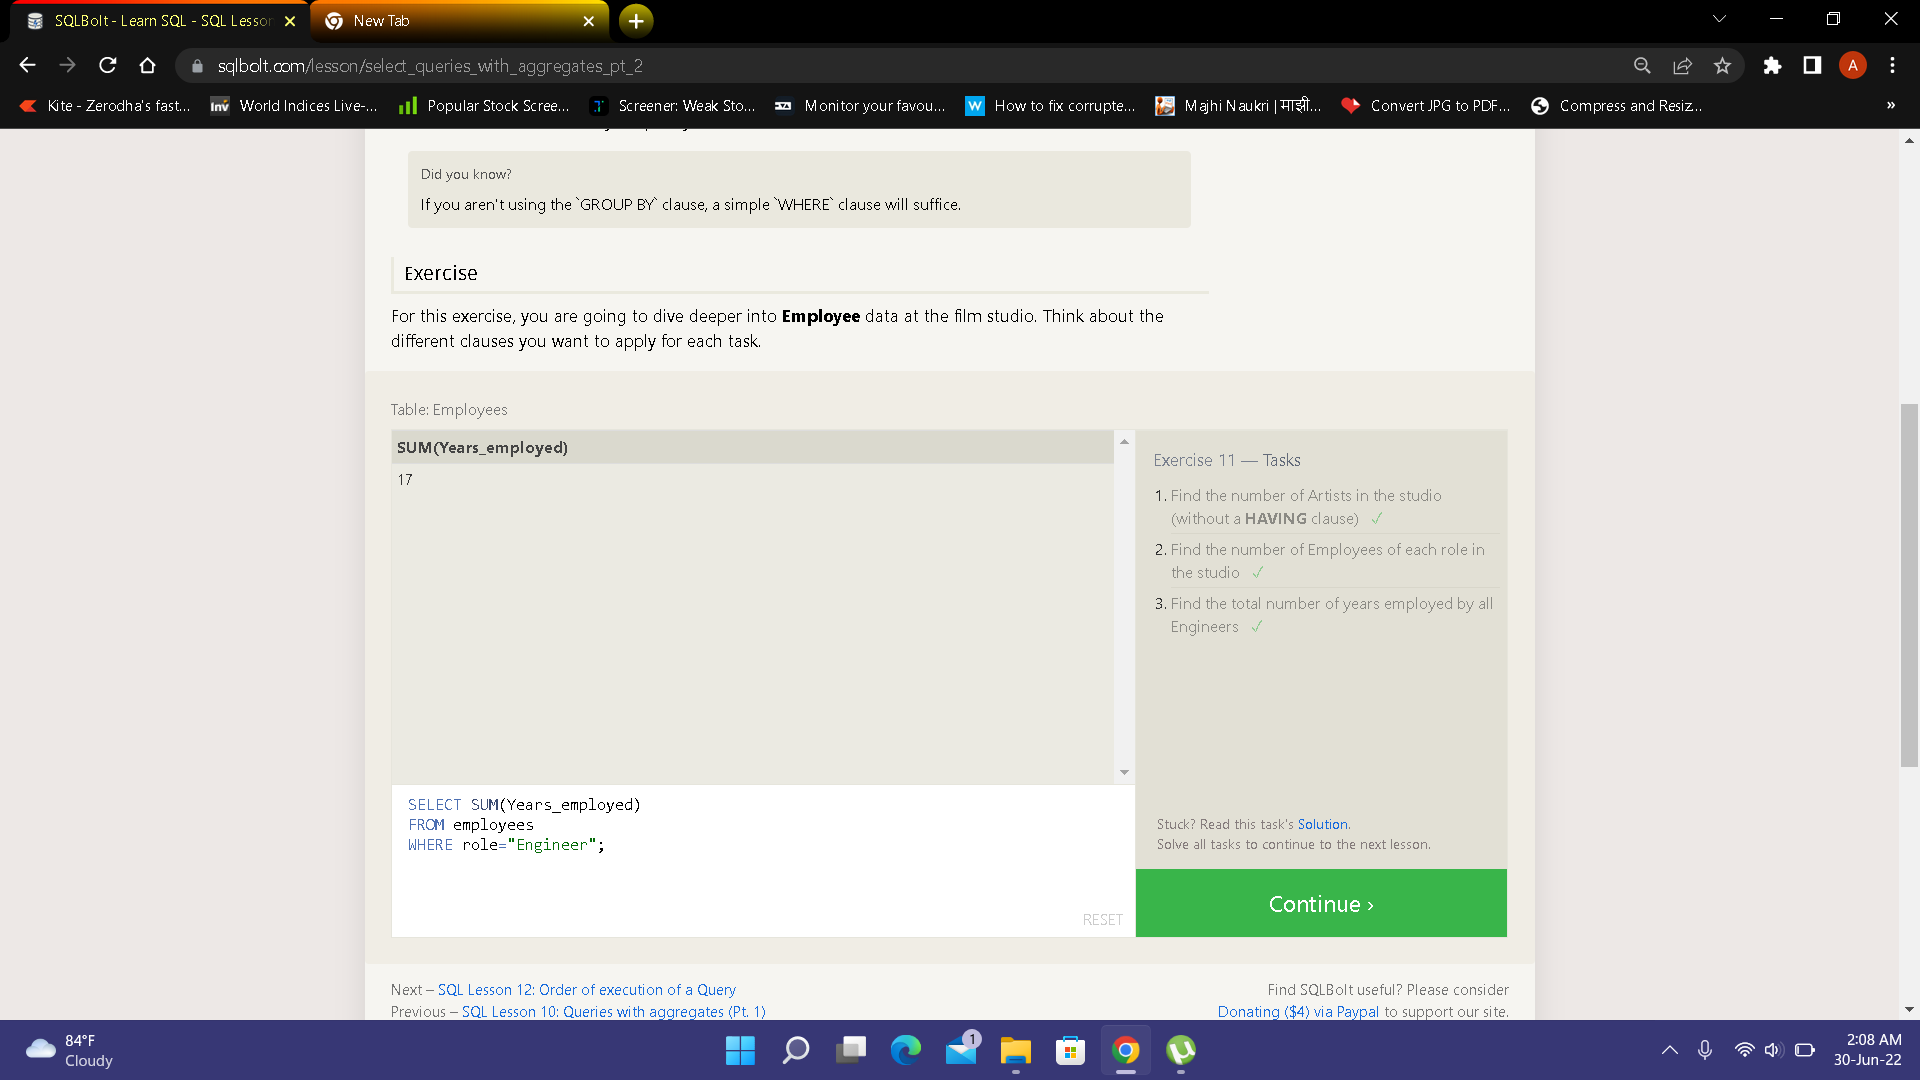 SQLBolt - Learn SQL - SQL Lesson
New Tab
sqlbolt.com/lesson/select_queries_with_aggregates_pt_2
A
Kite - Zerodha's fast...
World Indices Live-...
Popular Stock Scree...
Screener: Weak Sto...
Monitor your favou...
How to fix corrupte...
Majhi Naukri | माझी...
Convert JPG to PDF...
Compress and Resiz...
»
Did you know?
If you aren't using the `GROUP BY` clause, a simple `WHERE` clause will suffice.
Exercise
For this exercise, you are going to dive deeper into Employee data at the film studio. Think about the
different clauses you want to apply for each task.
Table: Employees
SUM(Years_employed)
17
Exercise 11 — Tasks
1. Find the number of Artists in the studio
(without a HAVING clause) ✓
2. Find the number of Employees of each role in
the studio ✓
3. Find the total number of years employed by all
Engineers ✓
SELECT SUM(Years_employed)
FROM employees
WHERE role="Engineer";
RESET
Stuck? Read this task's Solution.
Solve all tasks to continue to the next lesson.
Continue ›
Next – SQL Lesson 12: Order of execution of a Query
Previous – SQL Lesson 10: Queries with aggregates (Pt. 1)
Find SQLBolt useful? Please consider
Donating ($4) via Paypal to support our site.
84°F
Cloudy
1
2:08 AM
30-Jun-22